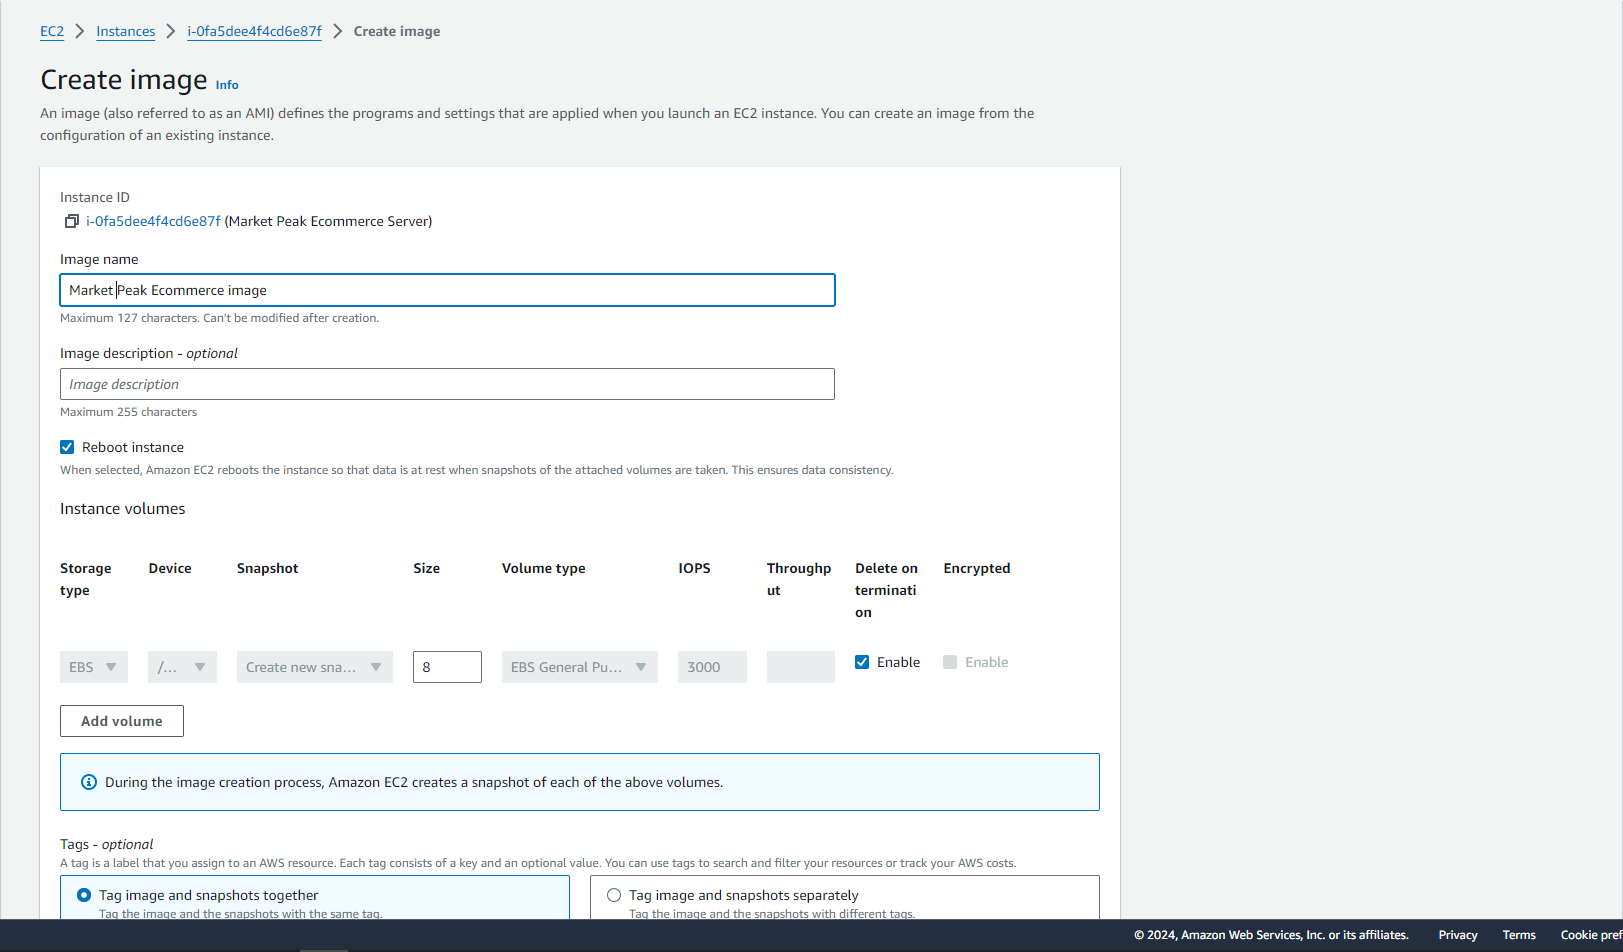 EC2 > Instances > i-0fa5dee4f4cd6e87f > Create image
Create image Info
An image (also referred to as an AMI) defines the programs and settings that are applied when you launch an EC2 instance. You can create an image from the
configuration of an existing instance.
Instance ID
i-0fa5dee4f4cd6e87f (Market Peak Ecommerce Server)
Image name
Market Peak Ecommerce image
Maximum 127 characters. Can't be modified after creation.
Image description - optional
Image description
Maximum 255 characters
Reboot instance
When selected, Amazon EC2 reboots the instance so that data is at rest when snapshots of the attached volumes are taken. This ensures data consistency.
Instance volumes
Storage type Device Snapshot Size Volume type IOPS Throughput Delete on termination Encrypted
EBS /... Create new sna... 8 EBS General Pu... 3000 Enable Enable
Add volume
During the image creation process, Amazon EC2 creates a snapshot of each of the above volumes.
Tags - optional
A tag is a label that you assign to an AWS resource. Each tag consists of a key and an optional value. You can use tags to search and filter your resources or track your AWS costs.
Tag image and snapshots together Tag image and snapshots separately
Tag the image and the snapshots with the same tag. Tag the image and the snapshots with different tags.
© 2024, Amazon Web Services, Inc. or its affiliates. Privacy Terms Cookie pref